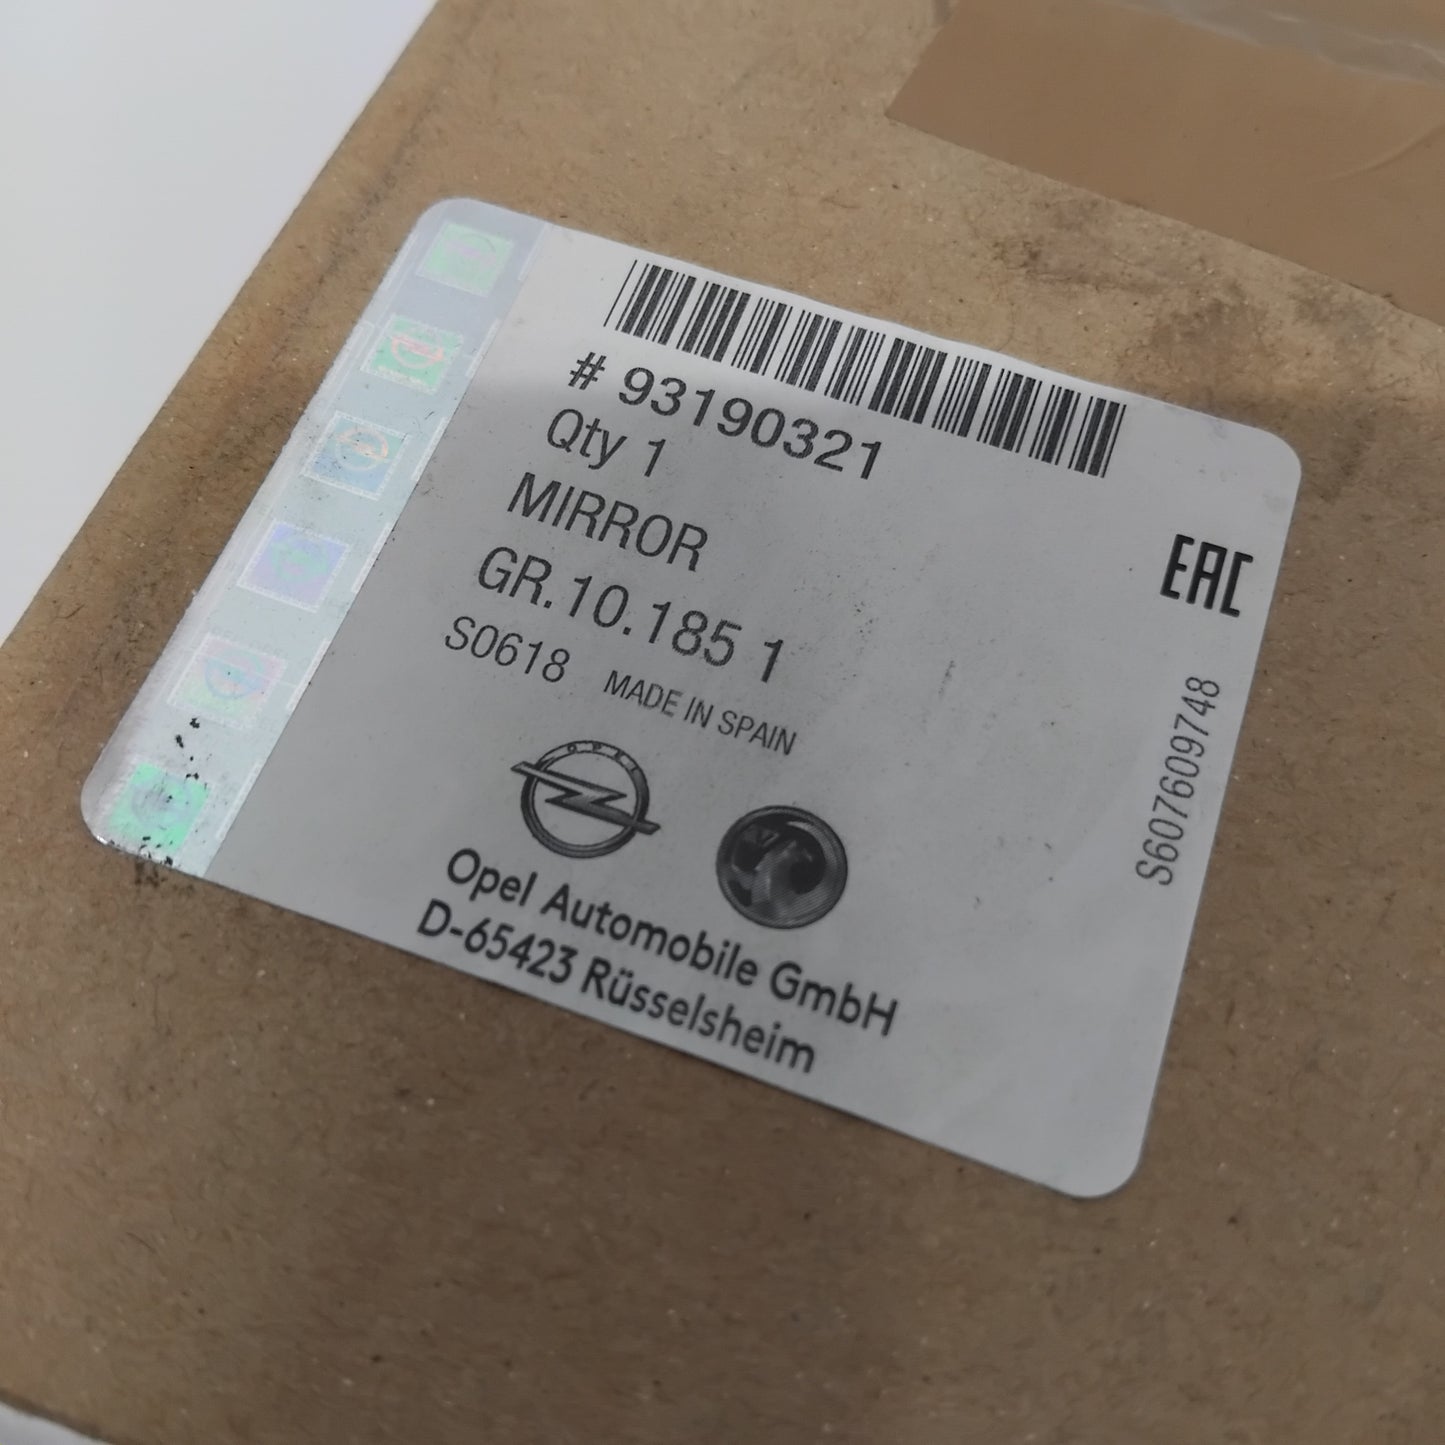 # 93190321
Qty 1
MIRROR
GR.10.185 1
S0618 MADE IN SPAIN
OPEL
Opel Automobile GmbH
D-65423 Rüsselsheim
EAC
S607609748